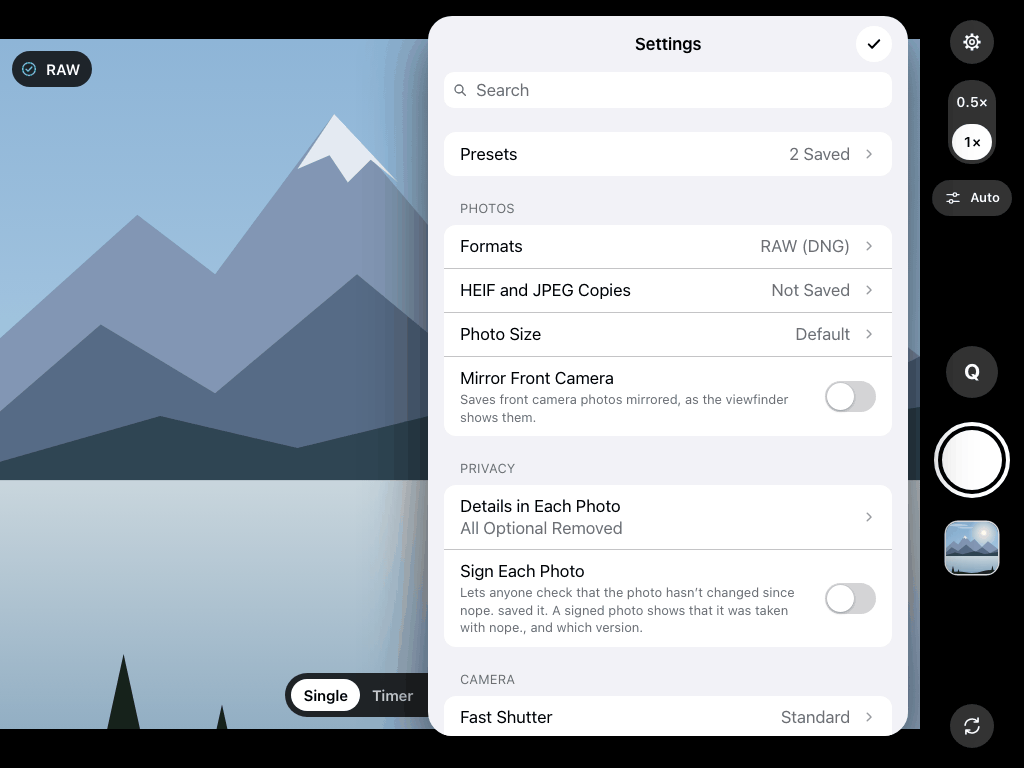 RAW
Settings
Search
Presets
2 Saved
PHOTOS
Formats
RAW (DNG)
HEIF and JPEG Copies
Not Saved
Photo Size
Default
Mirror Front Camera
Saves front camera photos mirrored, as the viewfinder
shows them.
PRIVACY
Details in Each Photo
All Optional Removed
Sign Each Photo
Lets anyone check that the photo hasn't changed since
nope. saved it. A signed photo shows that it was taken
with nope., and which version.
CAMERA
Fast Shutter
Standard
Single
Timer
0.5×
1×
Auto
Q